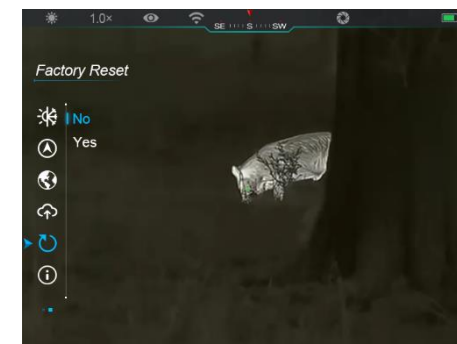 1.0×
SE S SW
Factory Reset
No
Yes